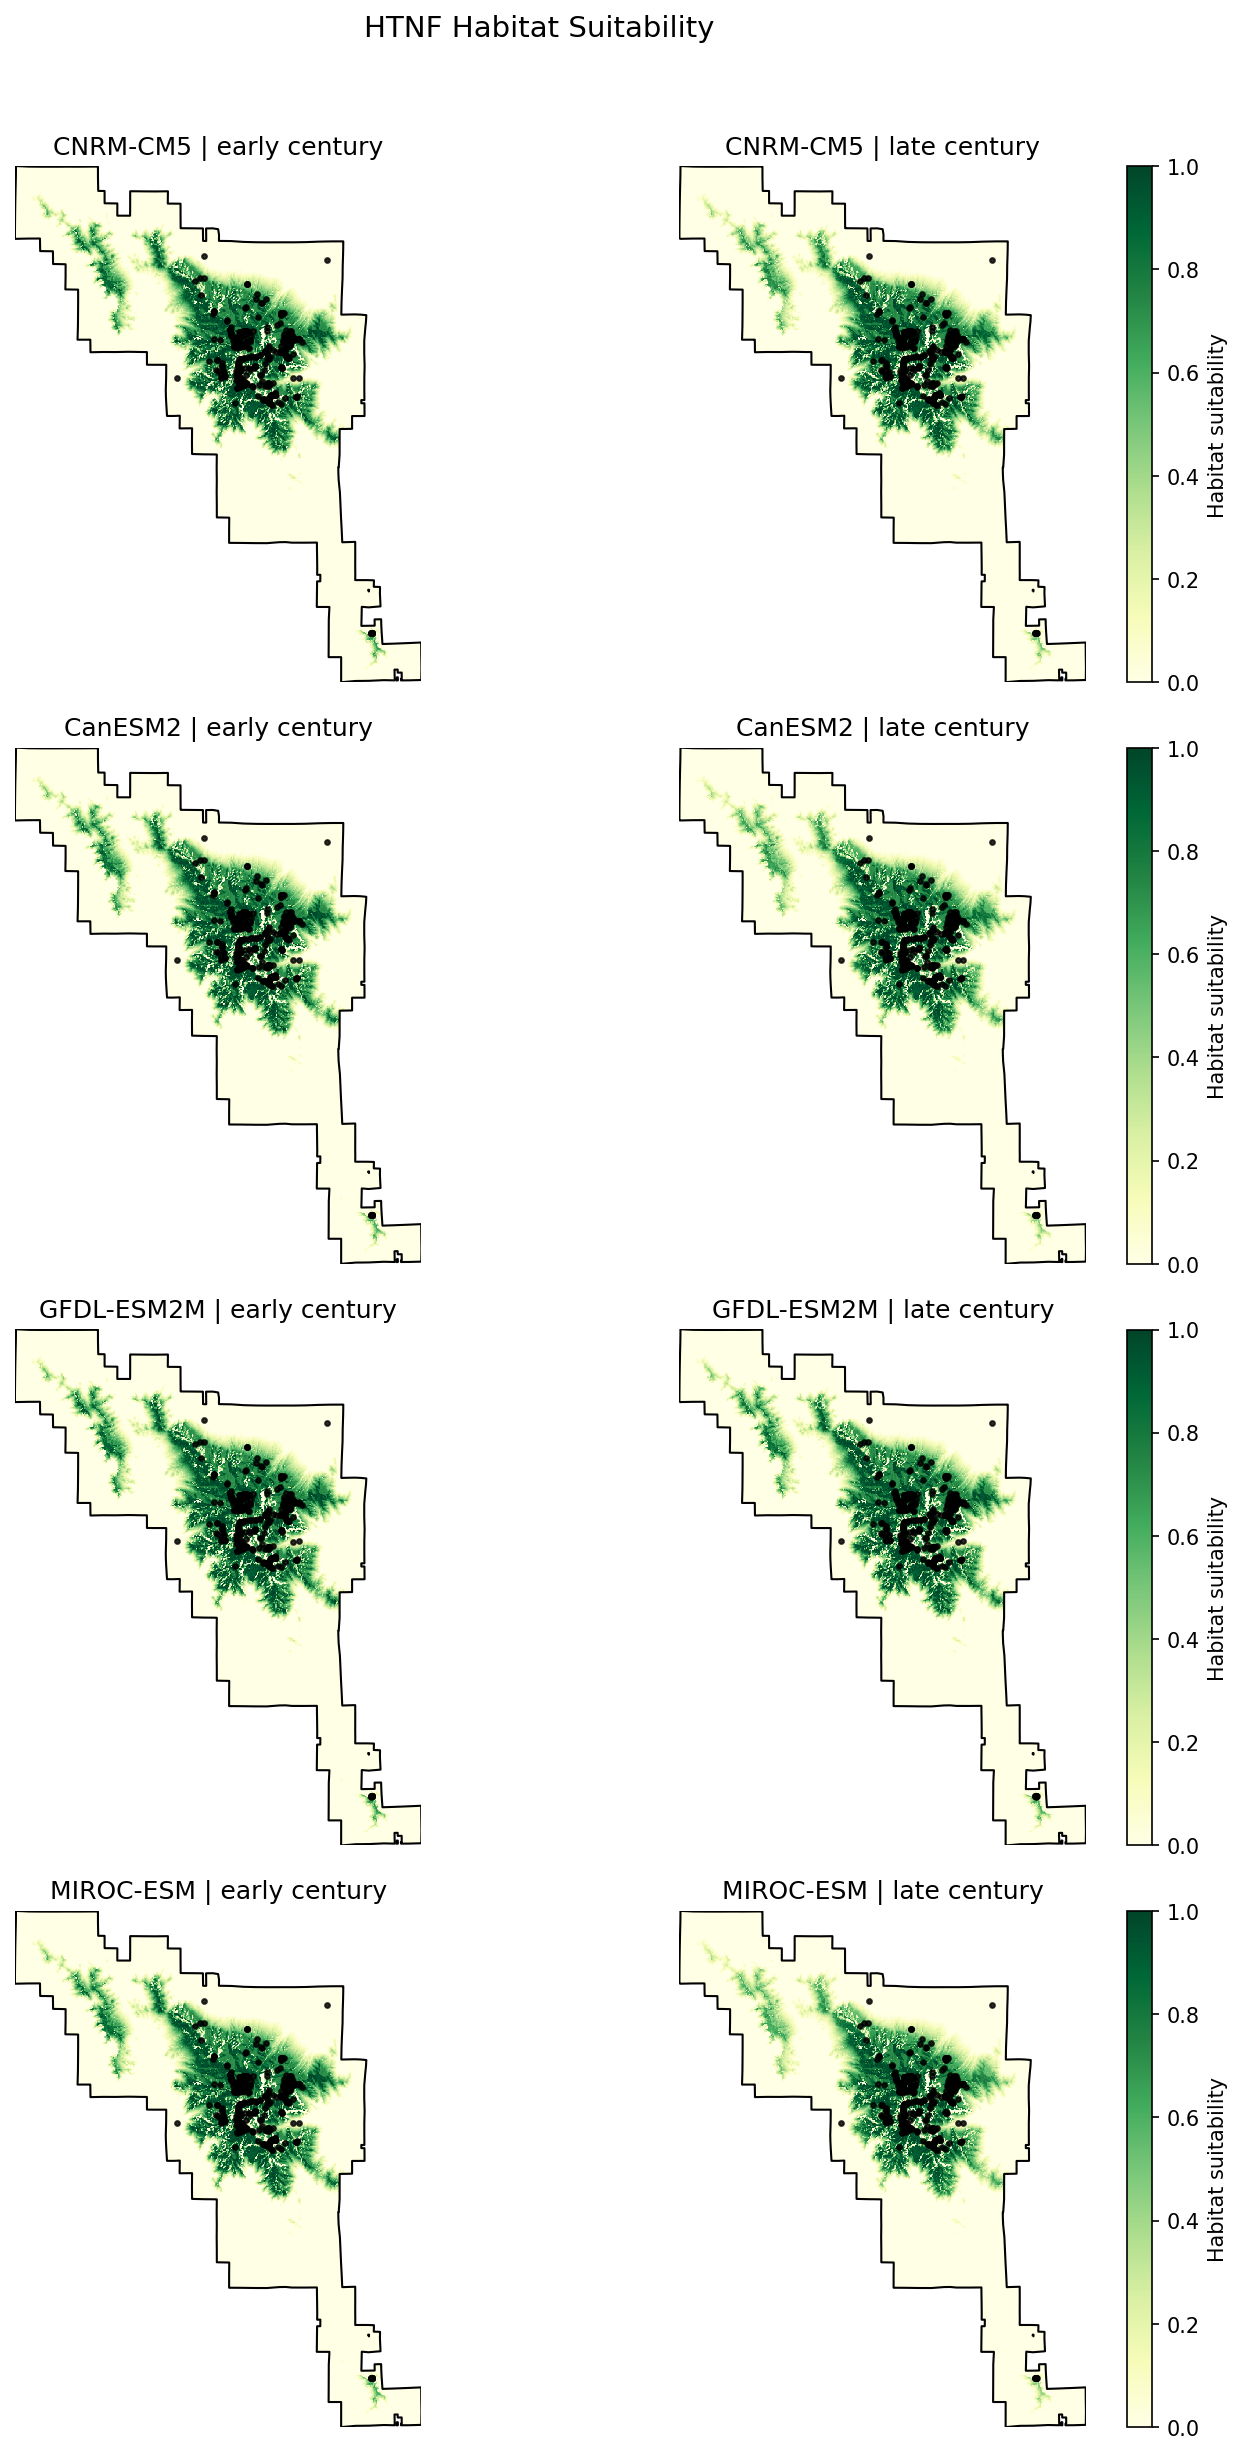 HTNF Habitat Suitability
CNRM-CM5 | early century
CNRM-CM5 | late century
1.0
0.8
0.6
0.4
0.2
0.0
Habitat suitability
CanESM2 | early century
CanESM2 | late century
1.0
0.8
0.6
0.4
0.2
0.0
Habitat suitability
GFDL-ESM2M | early century
GFDL-ESM2M | late century
1.0
0.8
0.6
0.4
0.2
0.0
Habitat suitability
MIROC-ESM | early century
MIROC-ESM | late century
1.0
0.8
0.6
0.4
0.2
0.0
Habitat suitability